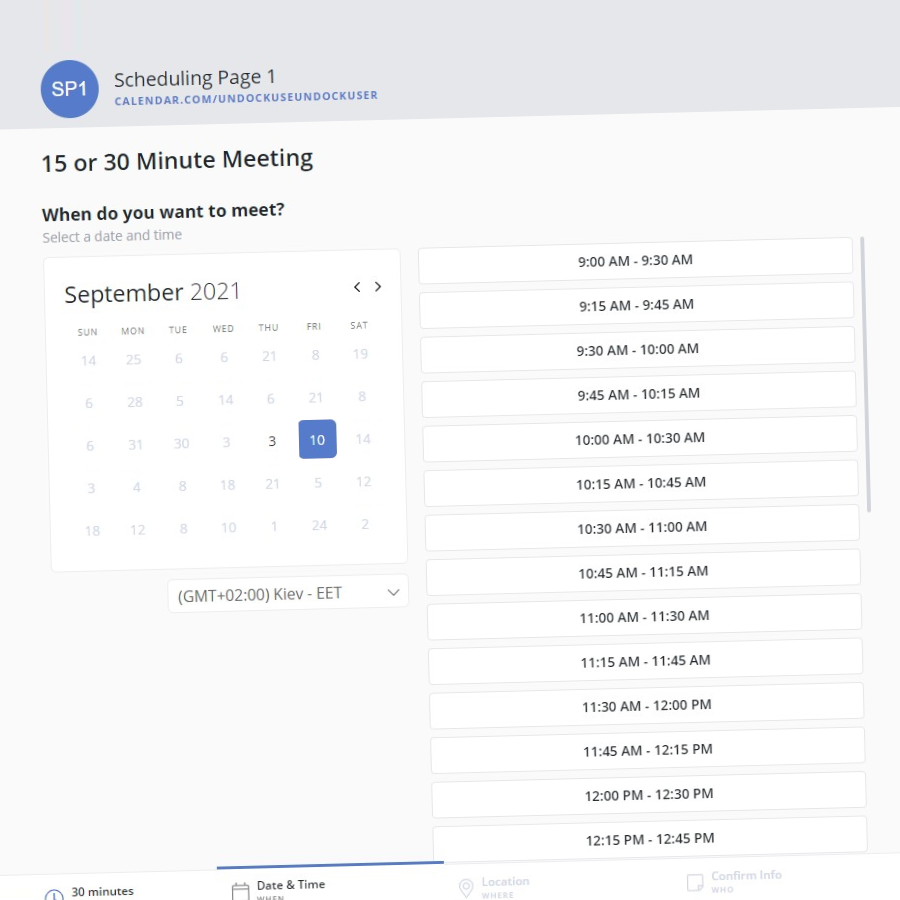 SP1
Scheduling Page 1
CALENDAR.COM/UNDOCKUSEUNDOCKUSER
15 or 30 Minute Meeting
When do you want to meet?
Select a date and time
September 2021
SUN MON TUE WED THU FRI SAT
14 25 6 6 21 8 19
6 28 5 14 6 21 8
6 31 30 3 3 10 14
3 4 8 18 21 5 12
18 12 8 10 1 24 2
(GMT+02:00) Kiev - EET
9:00 AM - 9:30 AM
9:15 AM - 9:45 AM
9:30 AM - 10:00 AM
9:45 AM - 10:15 AM
10:00 AM - 10:30 AM
10:15 AM - 10:45 AM
10:30 AM - 11:00 AM
10:45 AM - 11:15 AM
11:00 AM - 11:30 AM
11:15 AM - 11:45 AM
11:30 AM - 12:00 PM
11:45 AM - 12:15 PM
12:00 PM - 12:30 PM
12:15 PM - 12:45 PM
30 minutes
Date & Time
WHEN
Location
WHERE
Confirm Info
WHO